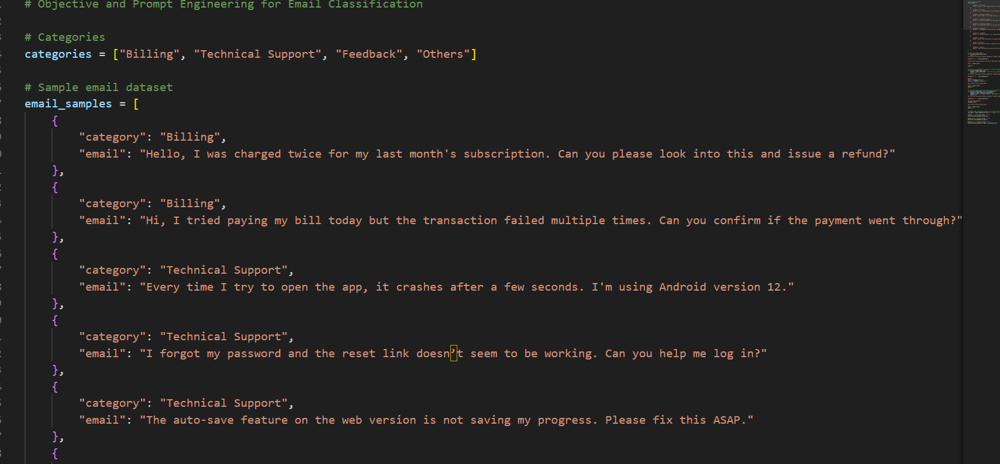 # Objective and Prompt Engineering for Email Classification
# Categories
categories = ["Billing", "Technical Support", "Feedback", "Others"]
# Sample email dataset
email_samples = [
{
"category": "Billing",
"email": "Hello, I was charged twice for my last month's subscription. Can you please look into this and issue a refund?"
},
{
"category": "Billing",
"email": "Hi, I tried paying my bill today but the transaction failed multiple times. Can you confirm if the payment went through?"
},
{
"category": "Technical Support",
"email": "Every time I try to open the app, it crashes after a few seconds. I'm using Android version 12."
},
{
"category": "Technical Support",
"email": "I forgot my password and the reset link doesn’t seem to be working. Can you help me log in?"
},
{
"category": "Technical Support",
"email": "The auto-save feature on the web version is not saving my progress. Please fix this ASAP."
},
{